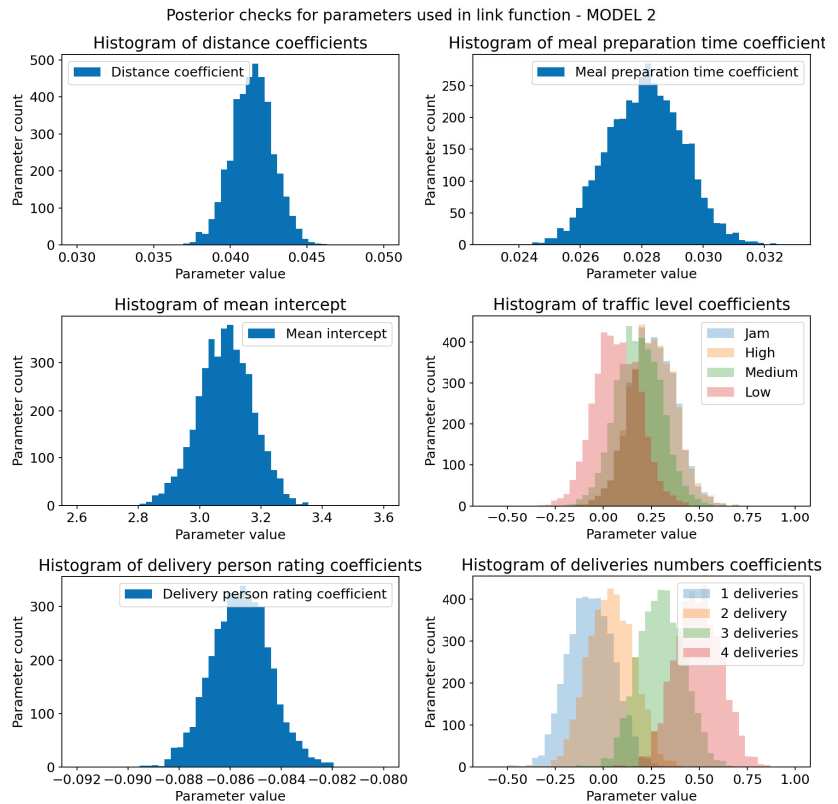 Posterior checks for parameters used in link function - MODEL 2
Histogram of distance coefficients
Distance coefficient
Parameter count
500
400
300
200
100
0
0.030 0.035 0.040 0.045 0.050
Parameter value
Histogram of meal preparation time coefficient
Meal preparation time coefficient
Parameter count
250
200
150
100
50
0
0.024 0.026 0.028 0.030 0.032
Parameter value
Histogram of mean intercept
Mean intercept
Parameter count
300
200
100
0
2.6 2.8 3.0 3.2 3.4 3.6
Parameter value
Histogram of traffic level coefficients
Jam
High
Medium
Low
Parameter count
400
300
200
100
0
−0.50 −0.25 0.00 0.25 0.50 0.75 1.00
Parameter value
Histogram of delivery person rating coefficients
Delivery person rating coefficient
Parameter count
300
200
100
0
−0.092 −0.090 −0.088 −0.086 −0.084 −0.082 −0.080
Parameter value
Histogram of deliveries numbers coefficients
1 deliveries
2 delivery
3 deliveries
4 deliveries
Parameter count
400
300
200
100
0
−0.50 −0.25 0.00 0.25 0.50 0.75 1.00
Parameter value